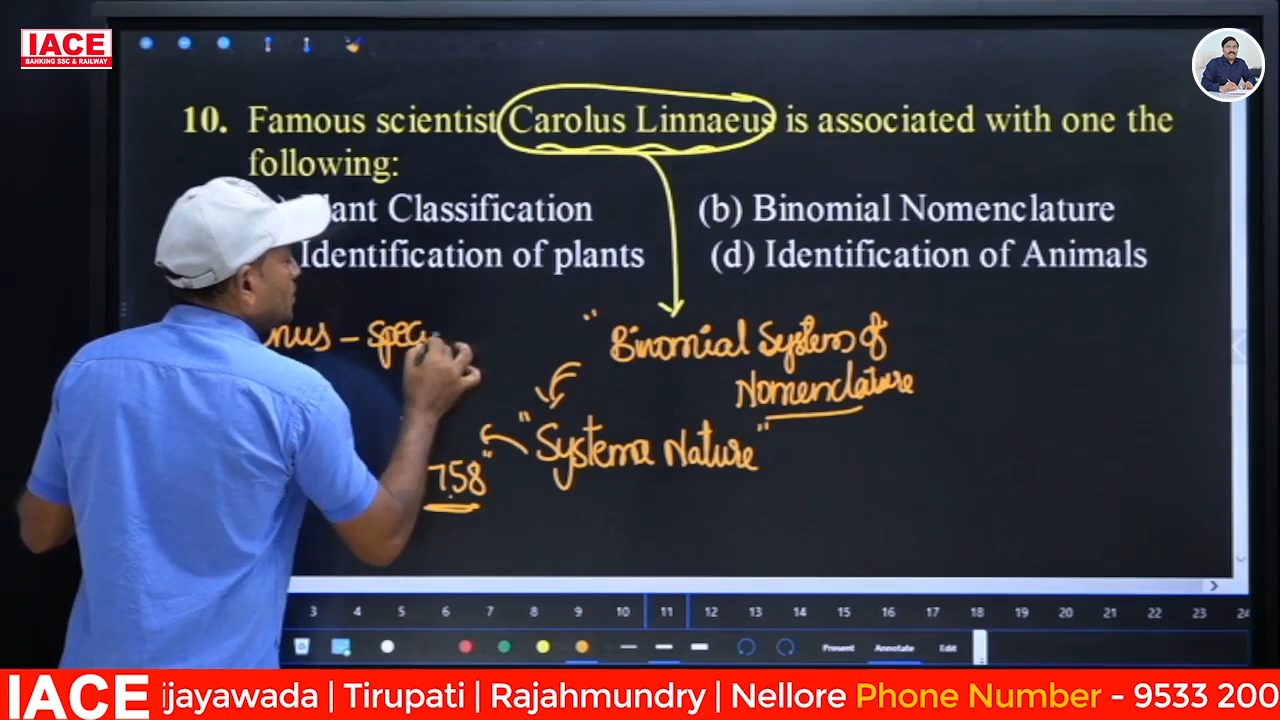 IACE
BANKING SSC & RAILWAY
10. Famous scientist Carolus Linnaeus is associated with one the
following:
Plant Classification (b) Binomial Nomenclature
Identification of plants (d) Identification of Animals
" Binomial System of
Nomenclature
"Systema Nature"
3 4 5 6 7 8 9 10 11 12 13 14 15 16 17 18 19 20 21 22 23 24
Present Annotate Edit
IACE ijayawada | Tirupati | Rajahmundry | Nellore Phone Number - 9533 200